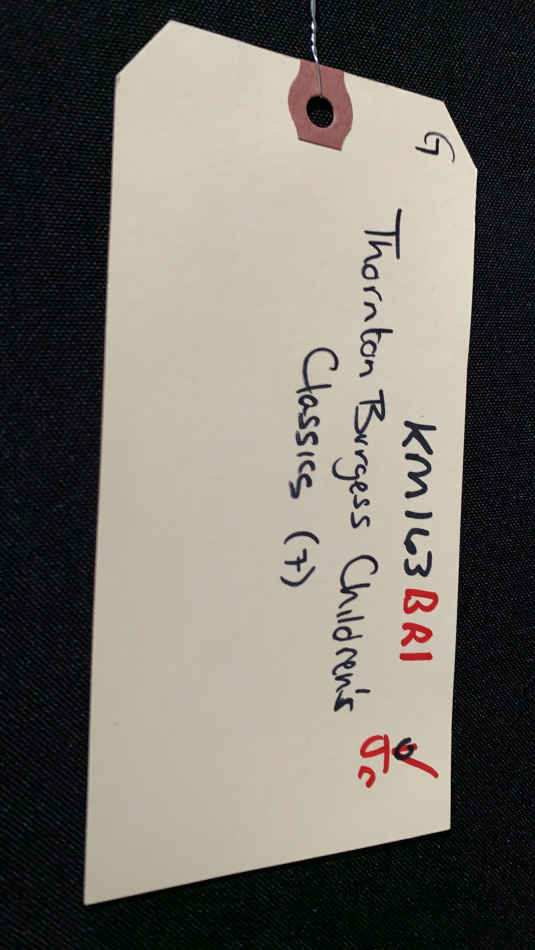 G
KM163BR1
Thornton Burgess Children's
Classics (7)